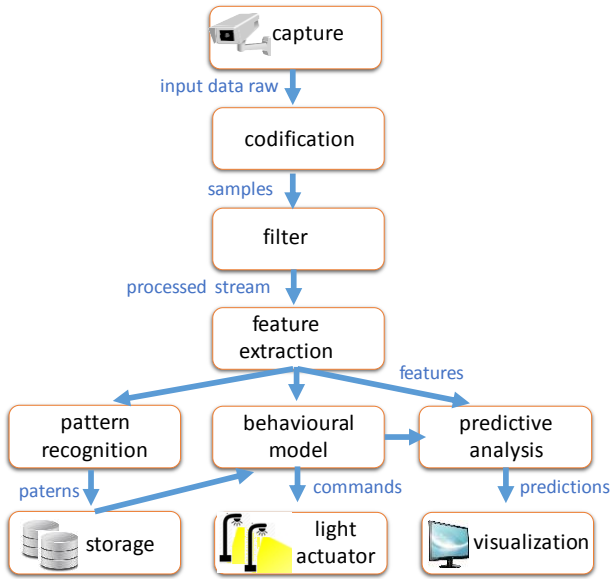 capture
input data raw
codification
samples
filter
processed stream
feature
extraction
features
pattern
recognition
behavioural
model
predictive
analysis
paterns
commands
predictions
storage
light
actuator
visualization